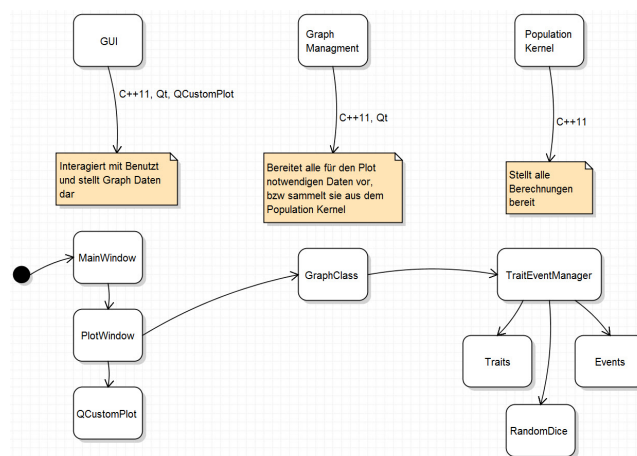 GUI
Graph
Managment
Population
Kernel
C++11, Qt, QCustomPlot
C++11, Qt
C++11
Interagiert mit Benutzt
und stellt Graph Daten
dar
Bereitet alle für den Plot
notwendigen Daten vor,
bzw sammelt sie aus dem
Population Kernel
Stellt alle
Berechnungen
bereit
MainWindow
GraphClass
TraitEventManager
PlotWindow
Traits
Events
QCustomPlot
RandomDice